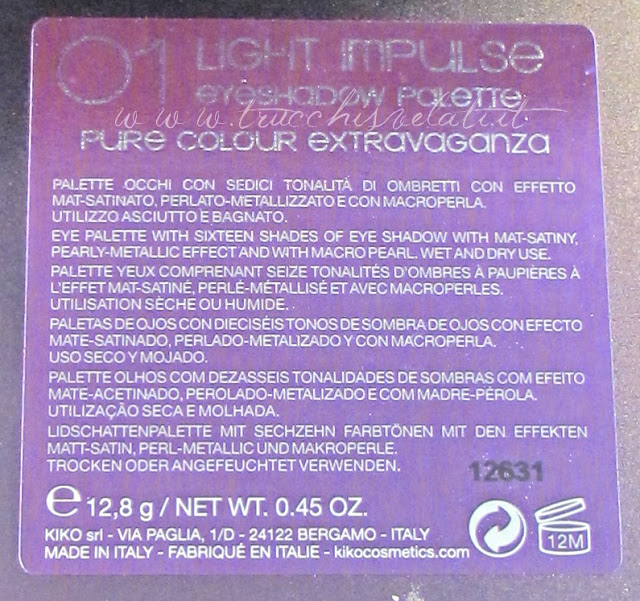 01 LIGHT IMPULSE
EYESHADOW PALETTE
www.trucchisvelati.it
PURE COLOUR EXTRAVAGANZA
PALETTE OCCHI CON SEDICI TONALITÁ DI OMBRETTI CON EFFETTO
MAT-SATINATO, PERLATO-METALLIZZATO E CON MACROPERLA.
UTILIZZO ASCIUTTO E BAGNATO.
EYE PALETTE WITH SIXTEEN SHADES OF EYE SHADOW WITH MAT-SATINY,
PEARLY-METALLIC EFFECT AND WITH MACRO PEARL. WET AND DRY USE.
PALETTE YEUX COMPRENANT SEIZE TONALITÉS D'OMBRES À PAUPIÈRES À
L'EFFET MAT-SATINÉ, PERLÉ-MÉTALLISÉ ET AVEC MACROPERLES.
UTILISATION SÈCHE OU HUMIDE.
PALETAS DE OJOS CON DIECISÉIS TONOS DE SOMBRA DE OJOS CON EFECTO
MATE-SATINADO, PERLADO-METALIZADO Y CON MACROPERLA.
USO SECO Y MOJADO.
PALETTE OLHOS COM DEZASSEIS TONALIDADES DE SOMBRAS COM EFEITO
MATE-ACETINADO, PEROLADO-METALIZADO E COM MADRE-PÉROLA.
UTILIZAÇÃO SECA E MOLHADA.
LIDSCHATTENPALETTE MIT SECHZEHN FARBTÖNEN MIT DEN EFFEKTEN
MATT-SATIN, PERL-METALLIC UND MAKROPERLE.
TROCKEN ODER ANGEFEUCHTET VERWENDEN.
12631
℮ 12,8 g / NET WT. 0.45 OZ.
KIKO srl - VIA PAGLIA, 1/D - 24122 BERGAMO - ITALY
MADE IN ITALY - FABRIQUÉ EN ITALIE - kikocosmetics.com
12M